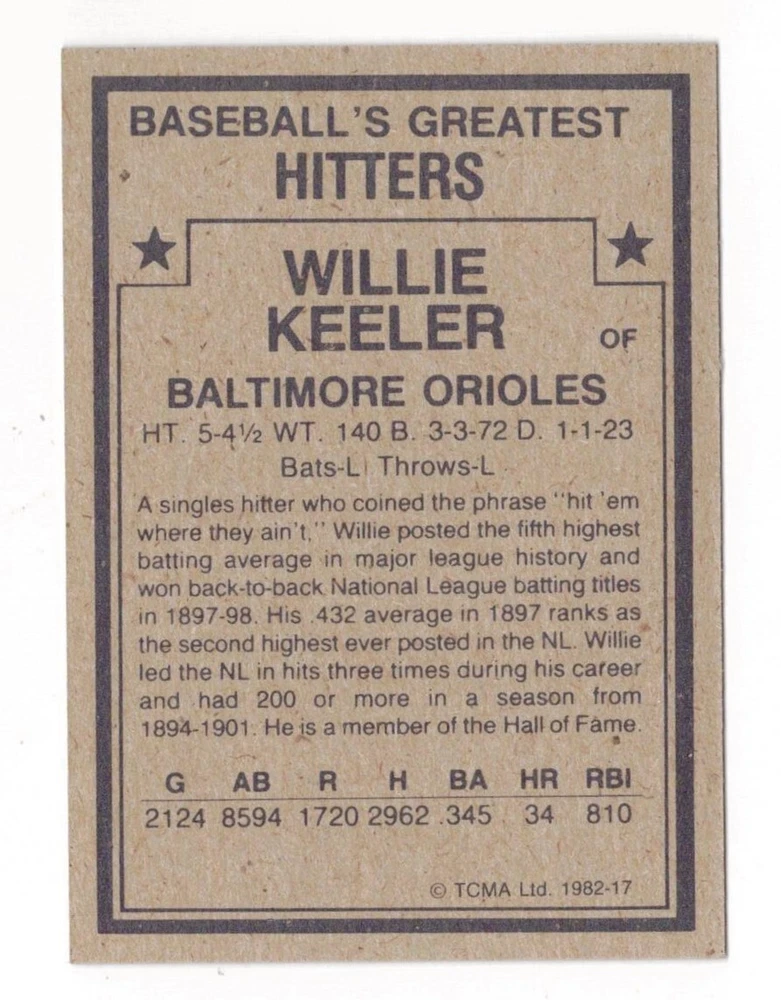 BASEBALL'S GREATEST
HITTERS
WILLIE
KEELER OF
BALTIMORE ORIOLES
HT. 5-4½ WT. 140 B. 3-3-72 D. 1-1-23
Bats-L Throws-L
A singles hitter who coined the phrase "hit 'em
where they ain't," Willie posted the fifth highest
batting average in major league history and
won back-to-back National League batting titles
in 1897-98. His .432 average in 1897 ranks as
the second highest ever posted in the NL. Willie
led the NL in hits three times during his career
and had 200 or more in a season from
1894-1901. He is a member of the Hall of Fame.
G AB R H BA HR RBI
2124 8594 1720 2962 .345 34 810
© TCMA Ltd. 1982-17